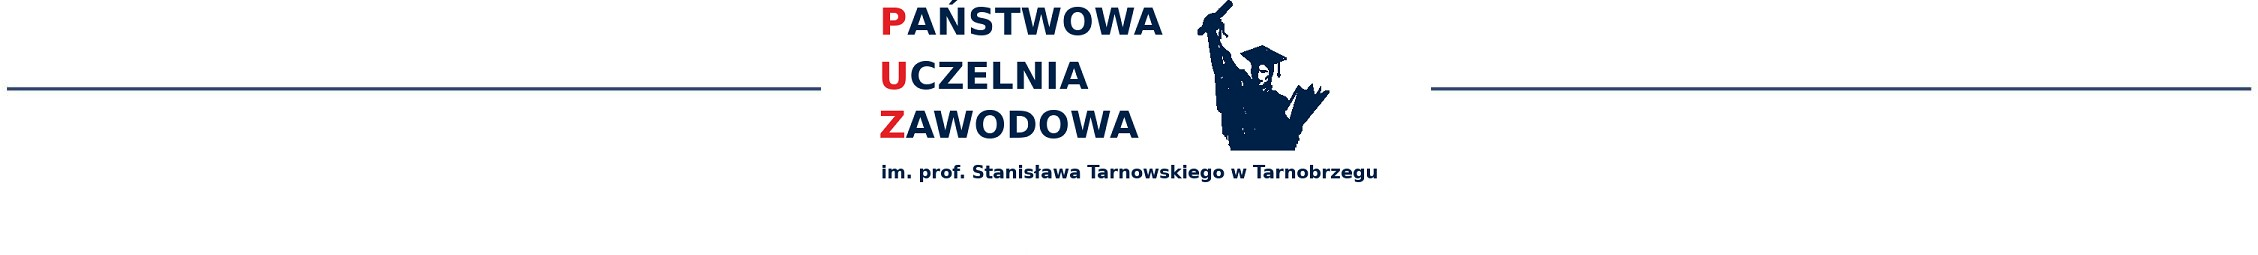 PAŃSTWOWA
UCZELNIA
ZAWODOWA
im. prof. Stanisława Tarnowskiego w Tarnobrzegu